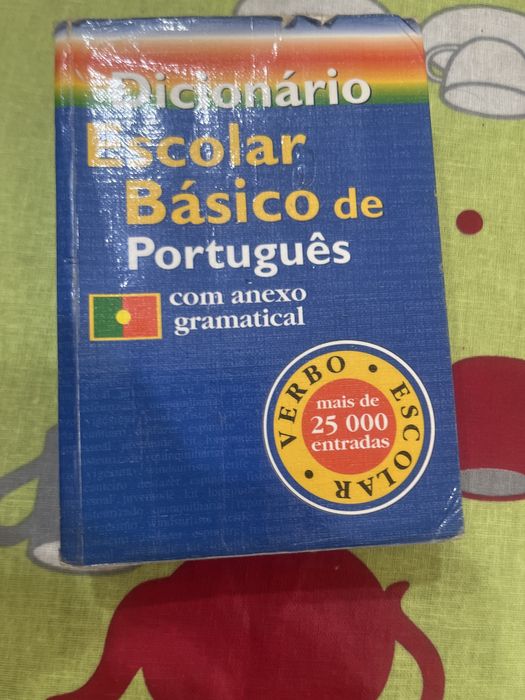 Dicionário
Escolar
Básico de
Português
com anexo
gramatical
VERBO • ESCOLAR •
mais de
25 000
entradas